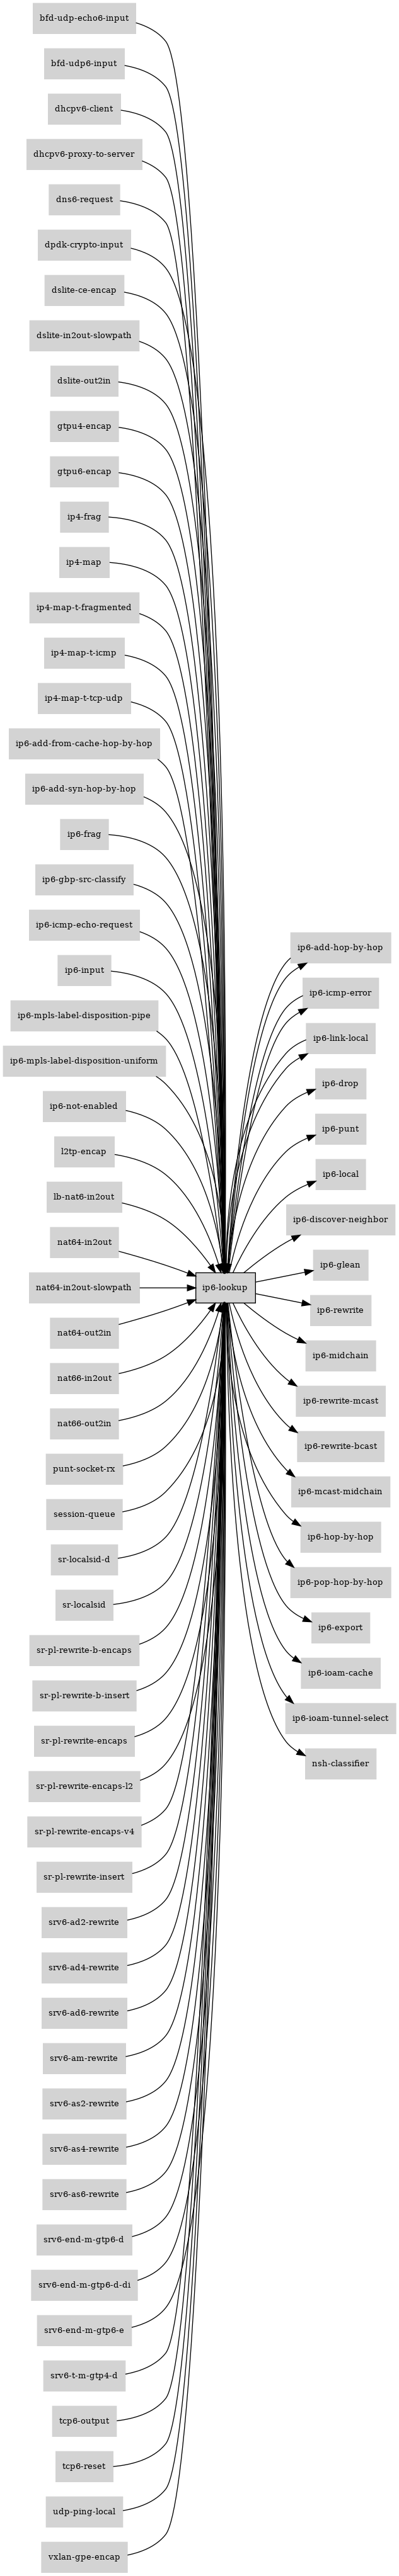 bfd-udp-echo6-input
bfd-udp6-input
dhcpv6-client
dhcpv6-proxy-to-server
dns6-request
dpdk-crypto-input
dslite-ce-encap
dslite-in2out-slowpath
dslite-out2in
gtpu4-encap
gtpu6-encap
ip4-frag
ip4-map
ip4-map-t-fragmented
ip4-map-t-icmp
ip4-map-t-tcp-udp
ip6-add-from-cache-hop-by-hop
ip6-add-syn-hop-by-hop
ip6-frag
ip6-gbp-src-classify
ip6-icmp-echo-request
ip6-input
ip6-mpls-label-disposition-pipe
ip6-mpls-label-disposition-uniform
ip6-not-enabled
l2tp-encap
lb-nat6-in2out
nat64-in2out
nat64-in2out-slowpath
nat64-out2in
nat66-in2out
nat66-out2in
punt-socket-rx
session-queue
sr-localsid-d
sr-localsid
sr-pl-rewrite-b-encaps
sr-pl-rewrite-b-insert
sr-pl-rewrite-encaps
sr-pl-rewrite-encaps-l2
sr-pl-rewrite-encaps-v4
sr-pl-rewrite-insert
srv6-ad2-rewrite
srv6-ad4-rewrite
srv6-ad6-rewrite
srv6-am-rewrite
srv6-as2-rewrite
srv6-as4-rewrite
srv6-as6-rewrite
srv6-end-m-gtp6-d
srv6-end-m-gtp6-d-di
srv6-end-m-gtp6-e
srv6-t-m-gtp4-d
tcp6-output
tcp6-reset
udp-ping-local
vxlan-gpe-encap
ip6-lookup
ip6-add-hop-by-hop
ip6-icmp-error
ip6-link-local
ip6-drop
ip6-punt
ip6-local
ip6-discover-neighbor
ip6-glean
ip6-rewrite
ip6-midchain
ip6-rewrite-mcast
ip6-rewrite-bcast
ip6-mcast-midchain
ip6-hop-by-hop
ip6-pop-hop-by-hop
ip6-export
ip6-ioam-cache
ip6-ioam-tunnel-select
nsh-classifier